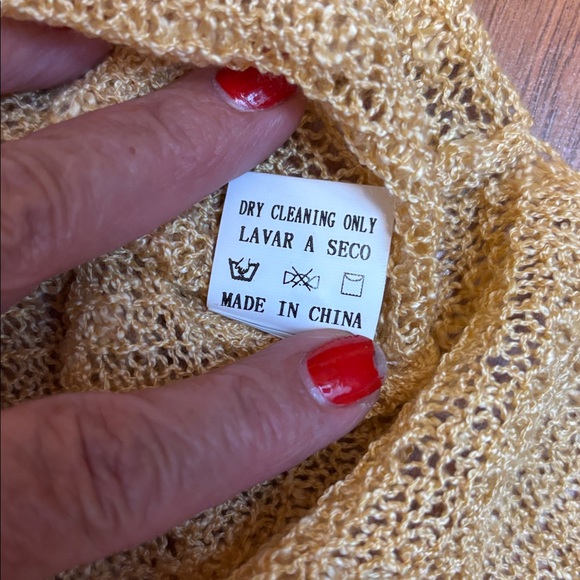 DRY CLEANING ONLY
LAVAR A SECO
MADE IN CHINA